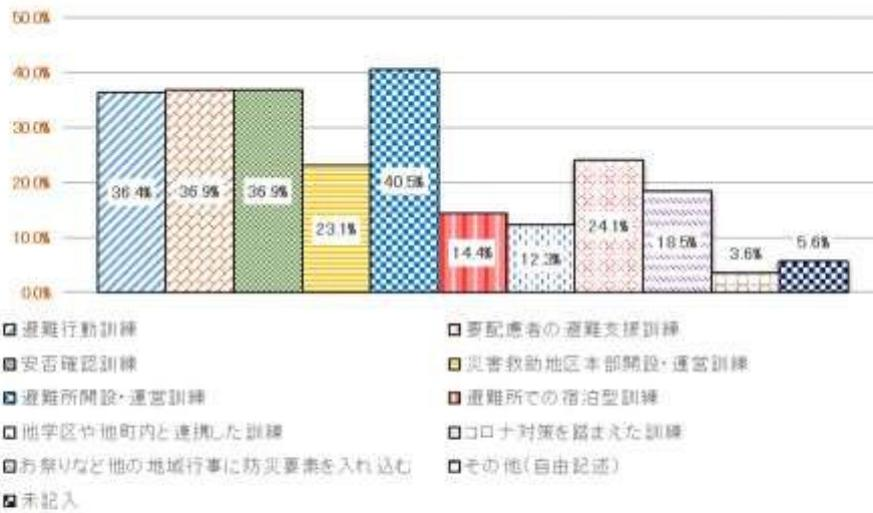 50.0%
40.0%
30.0%
20.0%
10.0%
0.0%
36.4%
36.9%
36.9%
23.1%
40.5%
14.4%
12.3%
24.1%
18.5%
3.6%
5.6%
避難行動訓練
要配慮者の避難支援訓練
安否確認訓練
災害救助地区本部開設・運営訓練
避難所開設・運営訓練
避難所での宿泊型訓練
他学区や他町内と連携した訓練
コロナ対策を踏まえた訓練
お祭りなど他の地域行事に防災要素を入れ込む
その他(自由記述)
未記入